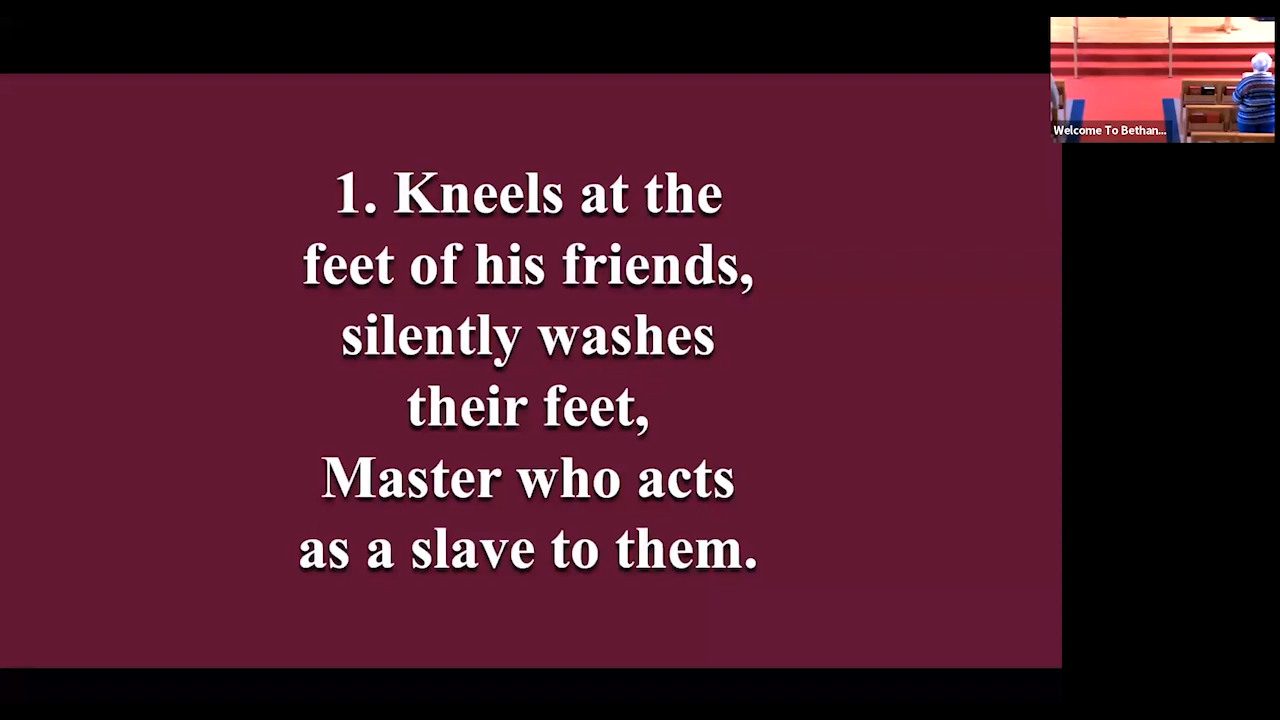 1. Kneels at the
feet of his friends,
silently washes
their feet,
Master who acts
as a slave to them.
Welcome To Bethan...